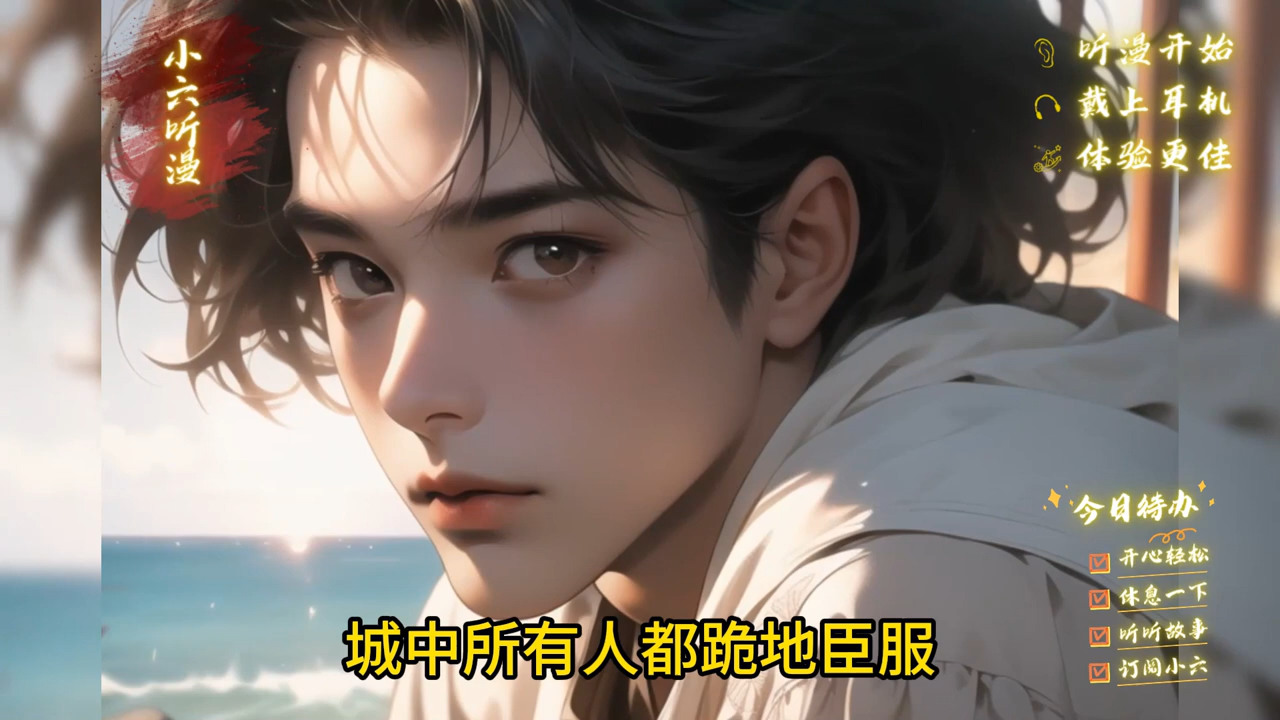 小六听漫
听漫开始
戴上耳机
体验更佳
今日待办
开心轻松
休息一下
听听故事
订阅小六
城中所有人都跪地臣服